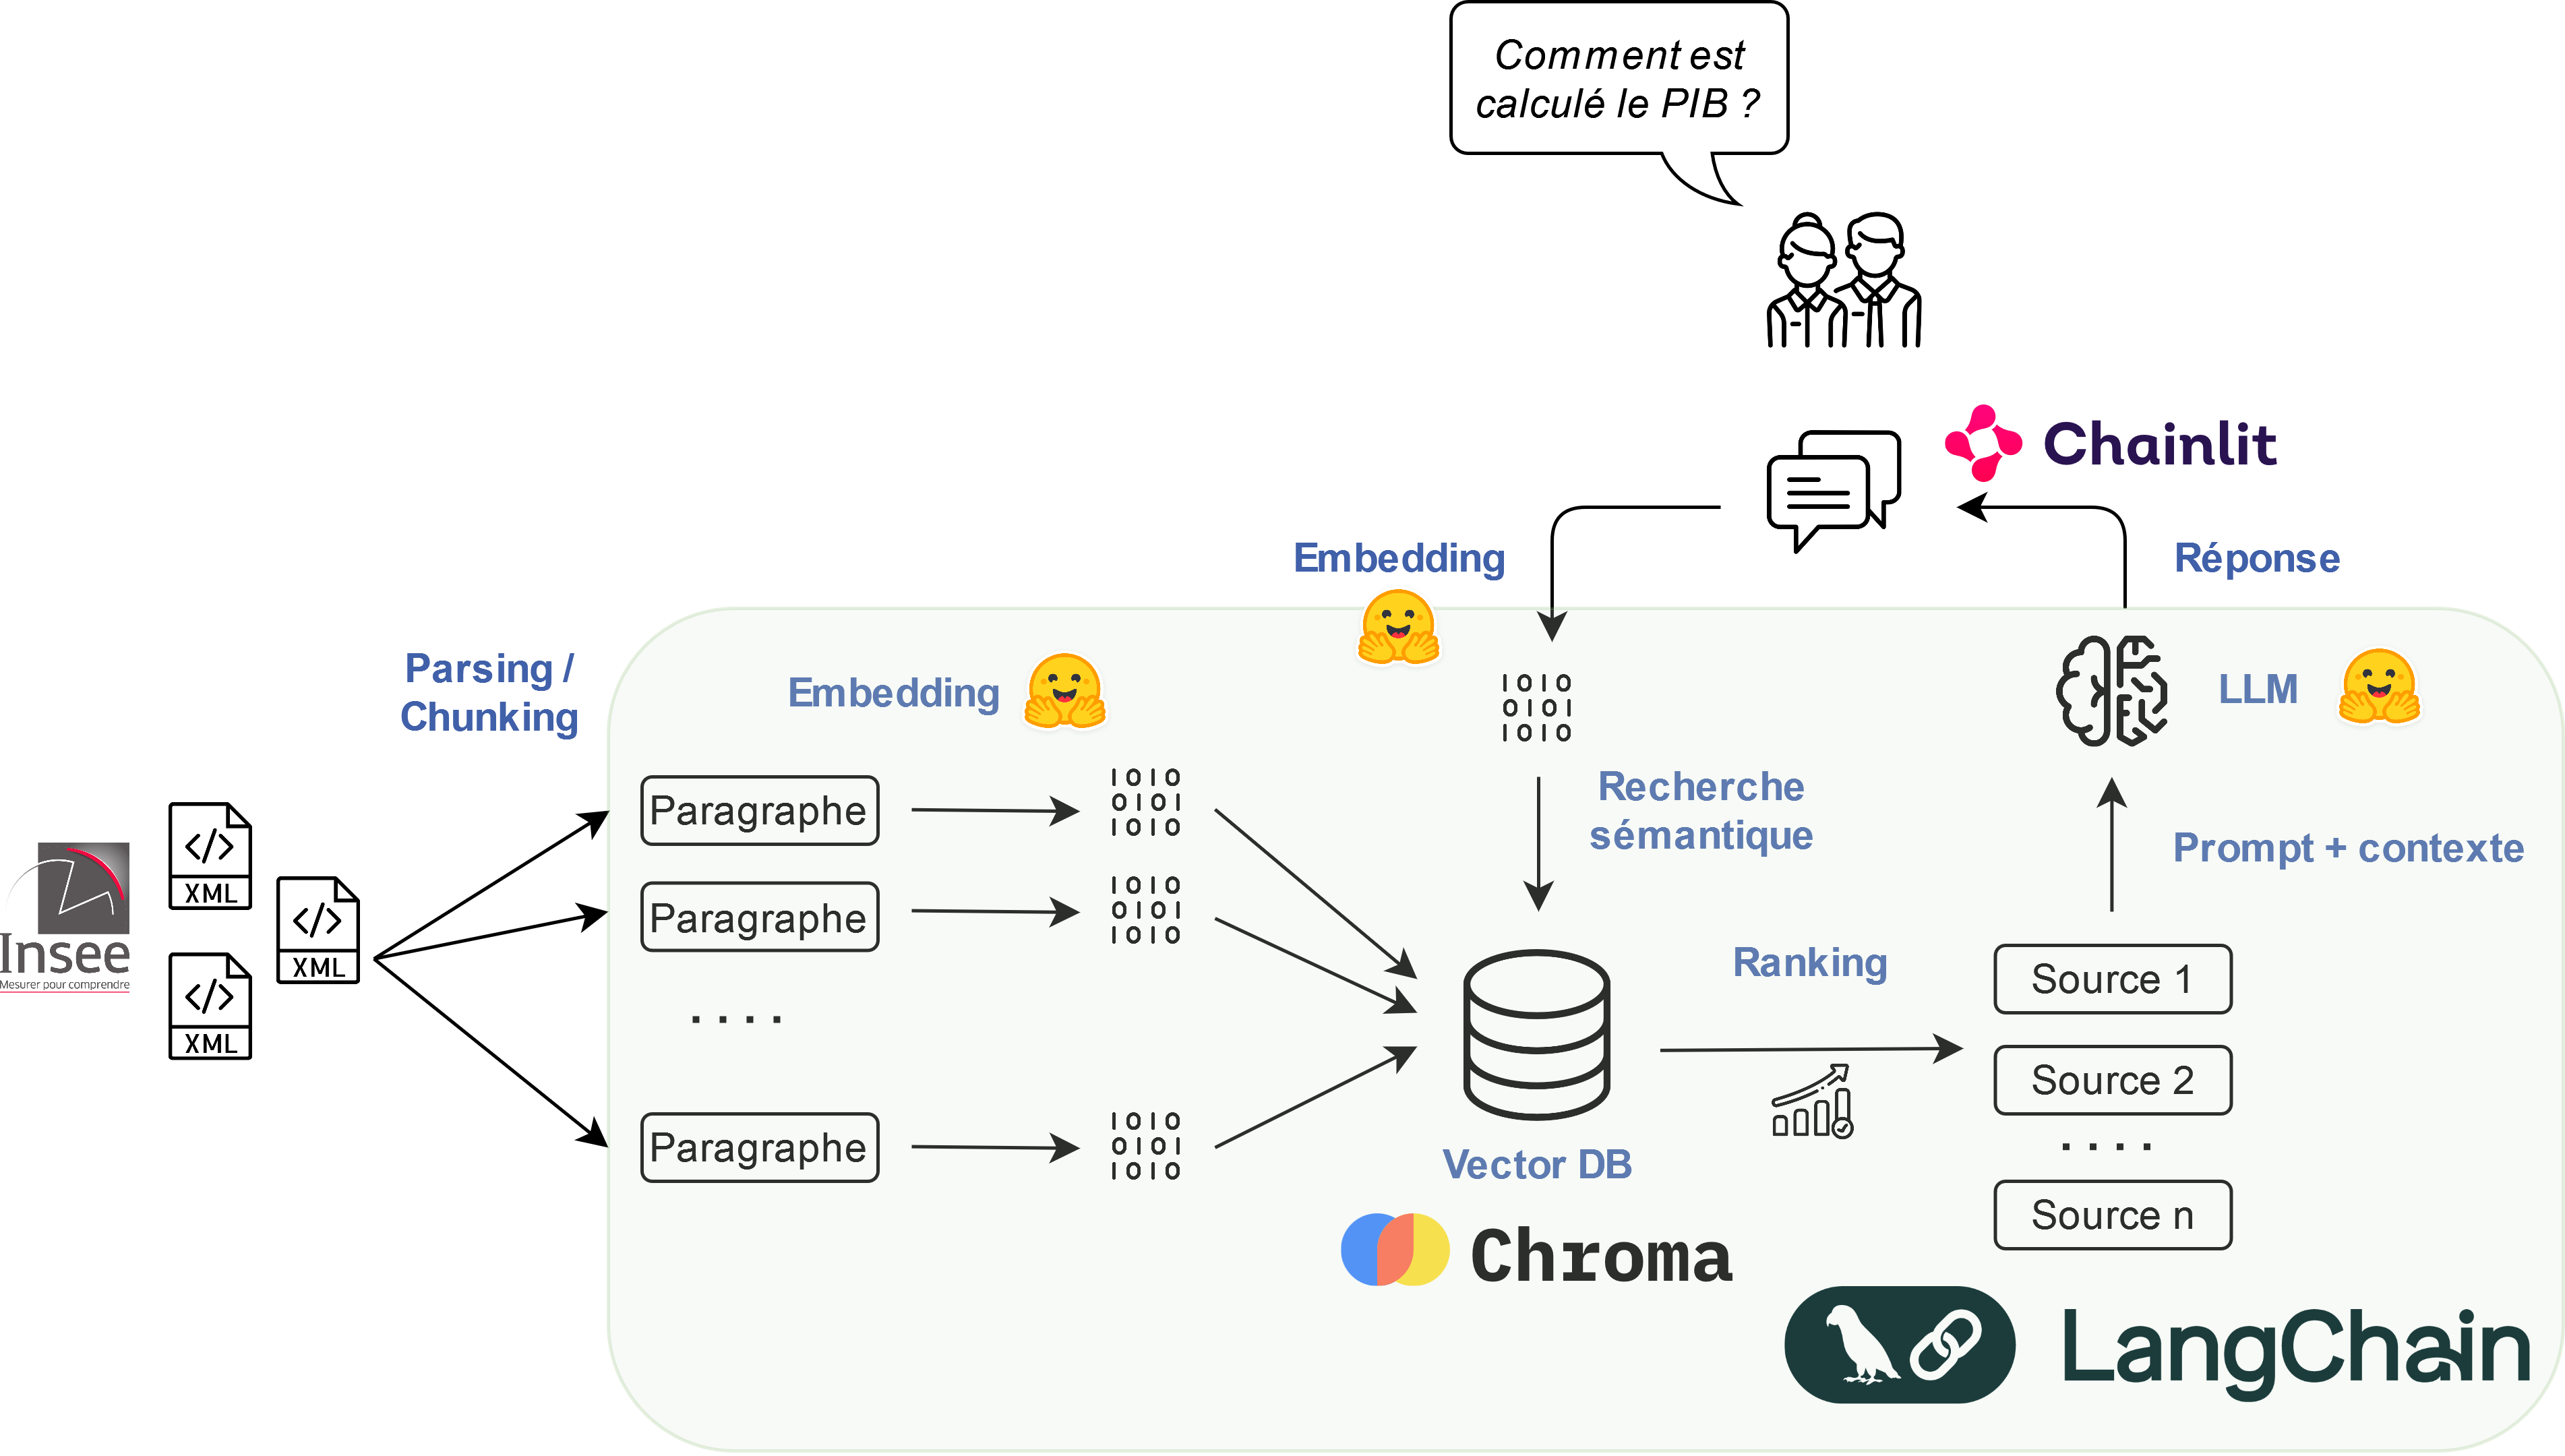 Comment est
calculé le PIB ?
Chainlit
Embedding
Réponse
Parsing /
Chunking
Embedding
LLM
1010
0101
1010
Recherche
sémantique
Prompt + contexte
Paragraphe
1010
0101
1010
Paragraphe
1010
0101
1010
....
Paragraphe
1010
0101
1010
XML
XML
XML
Insee
Mesurer pour comprendre
Ranking
Vector DB
Chroma
Source 1
Source 2
....
Source n
LangChain